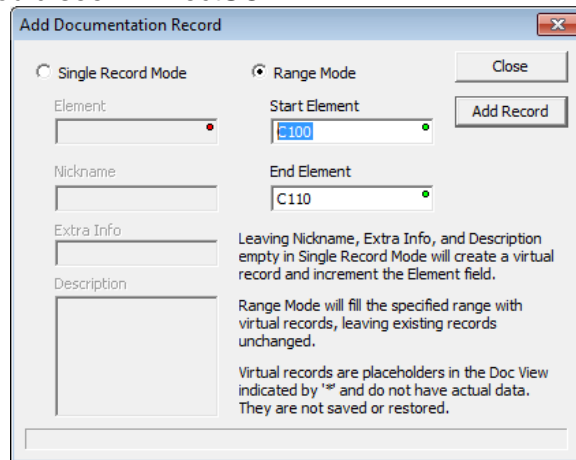 Add Documentation Record
Single Record Mode
Range Mode
Close
Add Record
Element
Start Element
C100
Nickname
End Element
C110
Extra Info
Description
Leaving Nickname, Extra Info, and Description
empty in Single Record Mode will create a virtual
record and increment the Element field.
Range Mode will fill the specified range with
virtual records, leaving existing records
unchanged.
Virtual records are placeholders in the Doc View
indicated by '*' and do not have actual data.
They are not saved or restored.